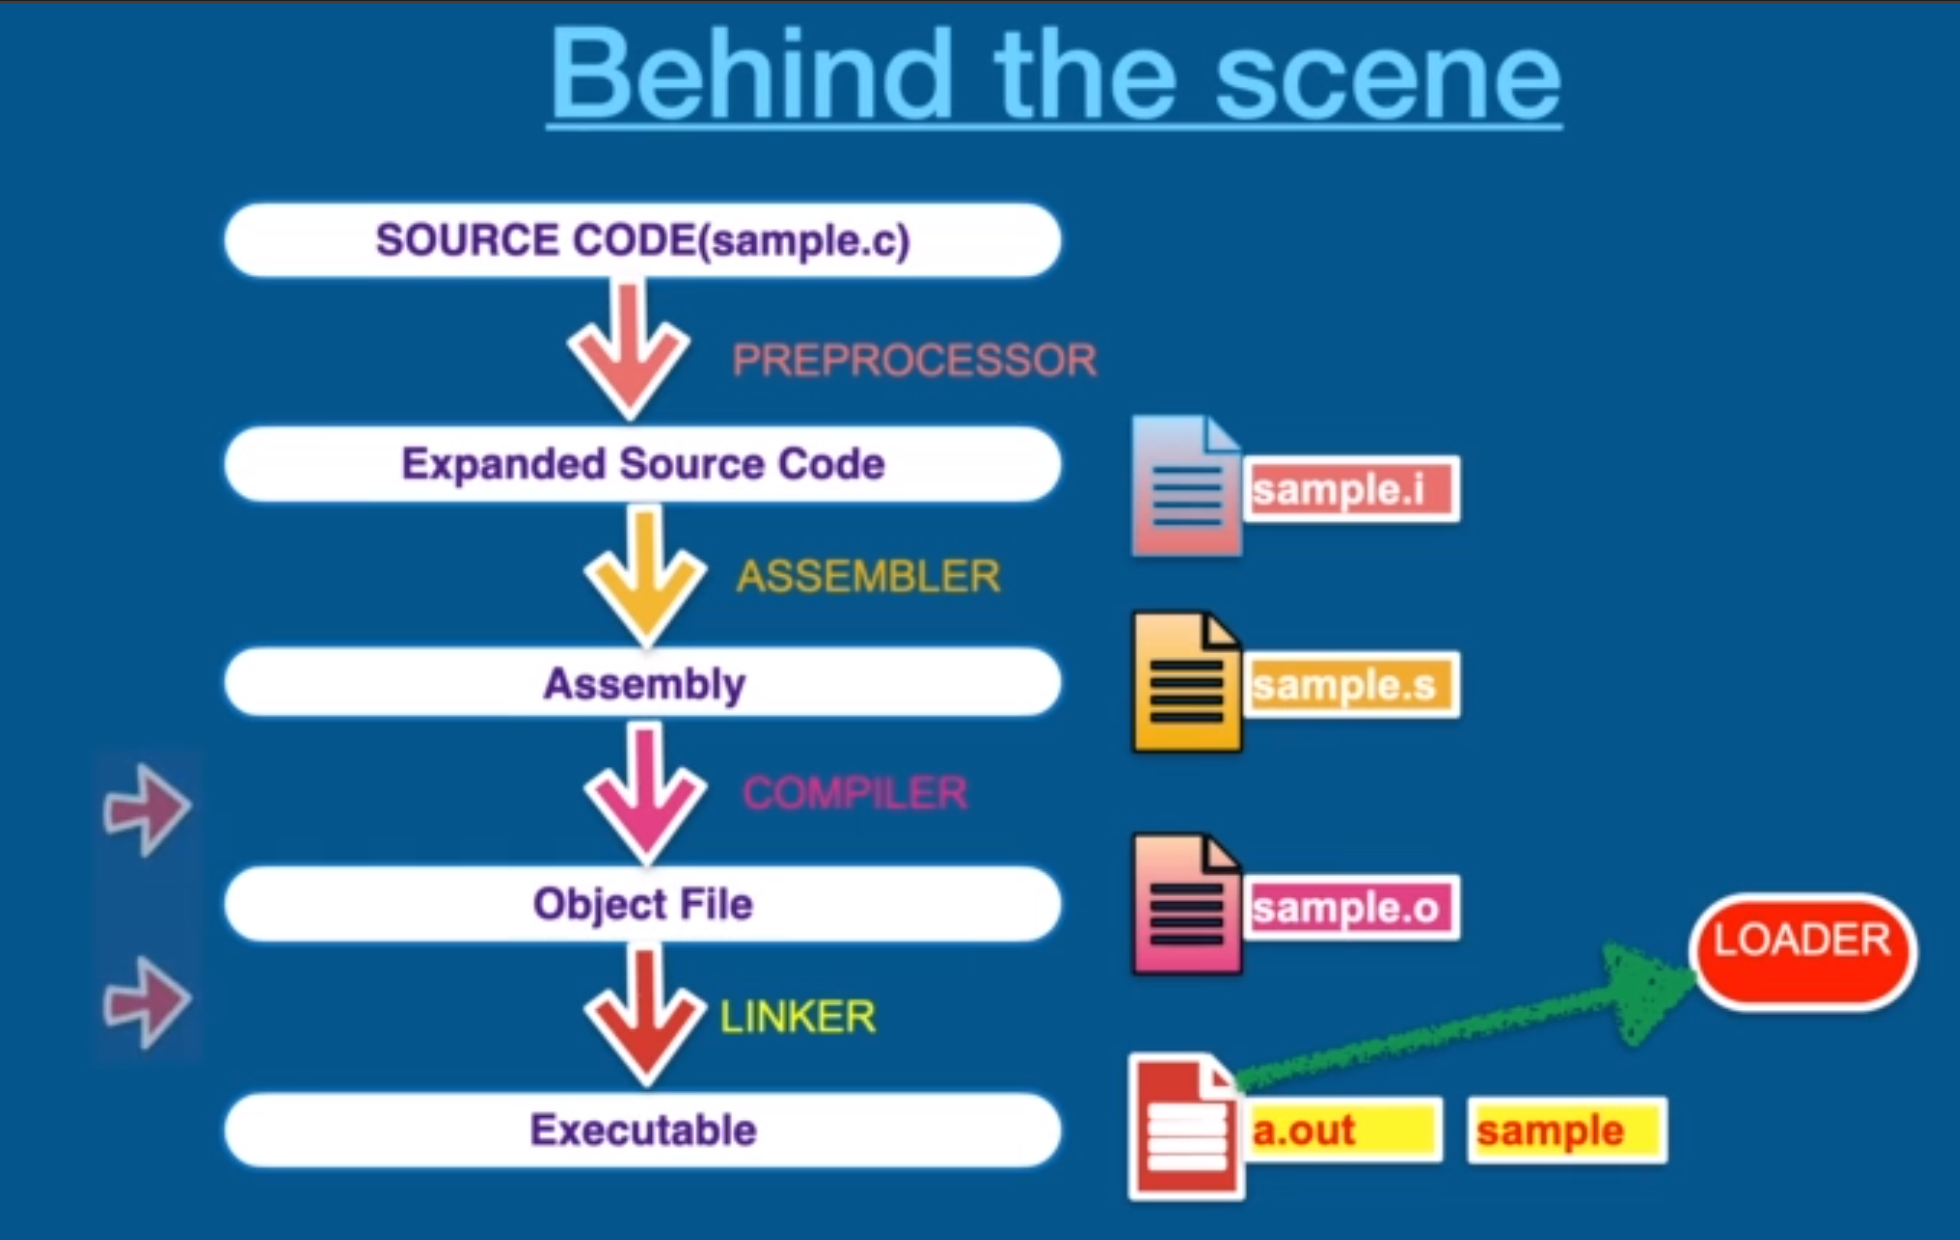 Behind the scene
SOURCE CODE(sample.c)
PREPROCESSOR
Expanded Source Code
sample.i
ASSEMBLER
Assembly
sample.s
COMPILER
Object File
sample.o
LOADER
LINKER
Executable
a.out
sample